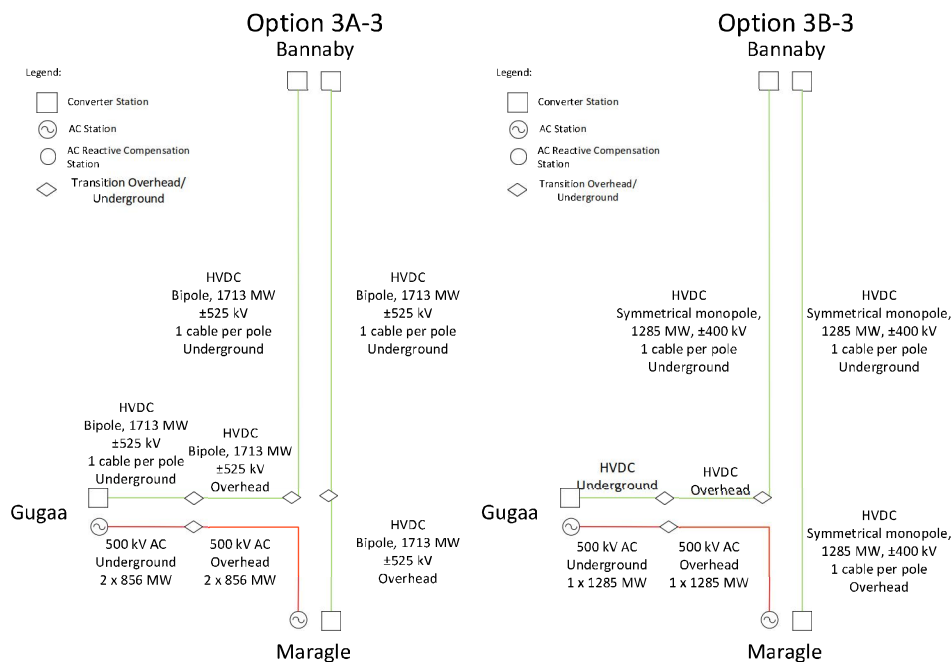 Option 3A-3
Bannaby
Legend:
Converter Station
AC Station
AC Reactive Compensation
Station
Transition Overhead/
Underground
HVDC
Bipole, 1713 MW
±525 kV
1 cable per pole
Underground
HVDC
Bipole, 1713 MW
±525 kV
1 cable per pole
Underground
HVDC
Bipole, 1713 MW
±525 kV
1 cable per pole
Underground
HVDC
Bipole, 1713 MW
±525 kV
Overhead
Gugaa
500 kV AC
Underground
2 x 856 MW
500 kV AC
Overhead
2 x 856 MW
HVDC
Bipole, 1713 MW
±525 kV
Overhead
Maragle
Option 3B-3
Bannaby
Legend:
Converter Station
AC Station
AC Reactive Compensation
Station
Transition Overhead/
Underground
HVDC
Symmetrical monopole,
1285 MW, ±400 kV
1 cable per pole
Underground
HVDC
Symmetrical monopole,
1285 MW, ±400 kV
1 cable per pole
Underground
HVDC
Underground
HVDC
Overhead
Gugaa
500 kV AC
Underground
1 x 1285 MW
500 kV AC
Overhead
1 x 1285 MW
HVDC
Symmetrical monopole,
1285 MW, ±400 kV
1 cable per pole
Overhead
Maragle